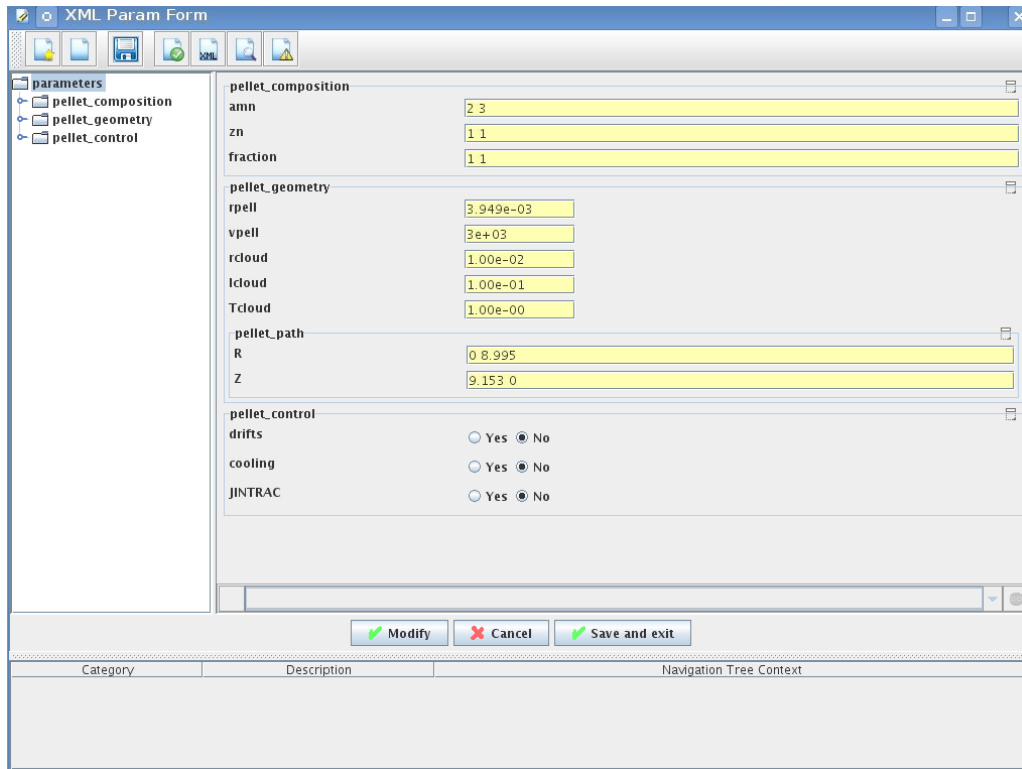 XML Param Form
XML
parameters
pellet_composition
pellet_geometry
pellet_control
pellet_composition
amn 2 3
zn 1 1
fraction 1 1
pellet_geometry
rpell 3.949e-03
vpell 3e+03
rcloud 1.00e-02
lcloud 1.00e-01
Tcloud 1.00e-00
pellet_path
R 0 8.995
Z 9.153 0
pellet_control
drifts Yes No
cooling Yes No
JINTRAC Yes No
Modify Cancel Save and exit
Category Description Navigation Tree Context